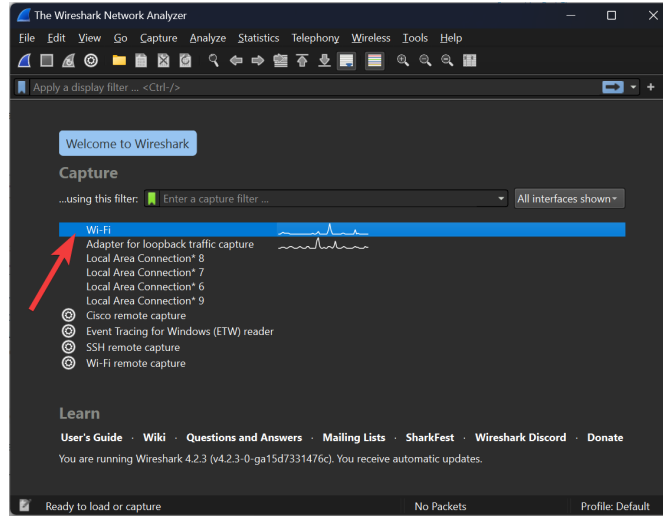 The Wireshark Network Analyzer
File Edit View Go Capture Analyze Statistics Telephony Wireless Tools Help
Apply a display filter ... <Ctrl-/>
Welcome to Wireshark
Capture
...using this filter: Enter a capture filter ... All interfaces shown
Wi-Fi
Adapter for loopback traffic capture
Local Area Connection* 8
Local Area Connection* 7
Local Area Connection* 6
Local Area Connection* 9
Cisco remote capture
Event Tracing for Windows (ETW) reader
SSH remote capture
Wi-Fi remote capture
Learn
User's Guide · Wiki · Questions and Answers · Mailing Lists · SharkFest · Wireshark Discord · Donate
You are running Wireshark 4.2.3 (v4.2.3-0-ga15d7331476c). You receive automatic updates.
Ready to load or capture No Packets Profile: Default